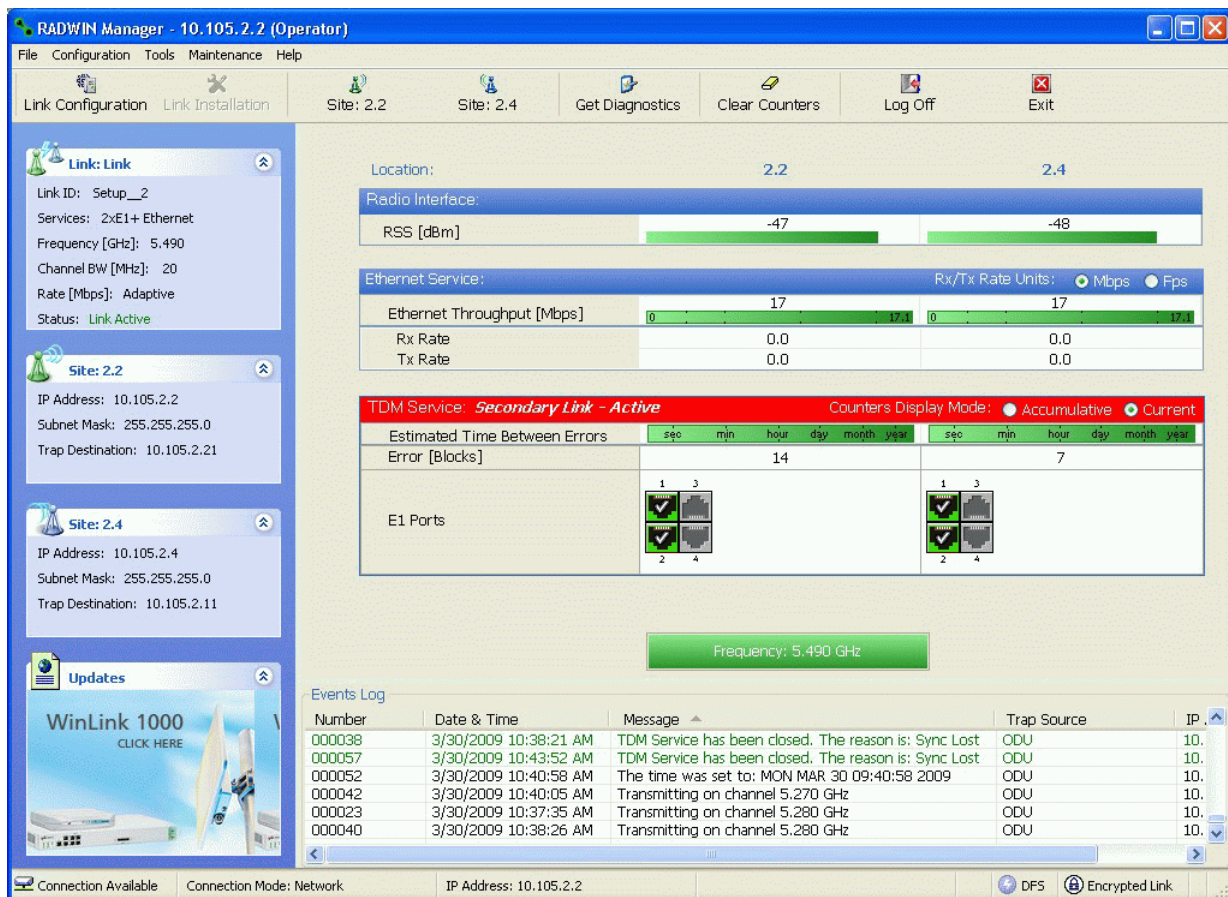 RADWIN Manager - 10.105.2.2 (Operator)
File Configuration Tools Maintenance Help
Link Configuration Link Installation Site: 2.2 Site: 2.4 Get Diagnostics Clear Counters Log Off Exit
Link: Link
Link ID: Setup__2
Services: 2xE1+ Ethernet
Frequency [GHz]: 5.490
Channel BW [MHz]: 20
Rate [Mbps]: Adaptive
Status: Link Active
Site: 2.2
IP Address: 10.105.2.2
Subnet Mask: 255.255.255.0
Trap Destination: 10.105.2.21
Site: 2.4
IP Address: 10.105.2.4
Subnet Mask: 255.255.255.0
Trap Destination: 10.105.2.11
Updates
WinLink 1000
CLICK HERE
Location: 2.2 2.4
Radio Interface:
RSS [dBm] -47 -48
Ethernet Service: Rx/Tx Rate Units: Mbps Fps
Ethernet Throughput [Mbps] 17 17
0 17.1 0 17.1
Rx Rate 0.0 0.0
Tx Rate 0.0 0.0
TDM Service: Secondary Link - Active Counters Display Mode: Accumulative Current
Estimated Time Between Errors sec min hour day month year sec min hour day month year
Error [Blocks] 14 7
1 3 1 3
E1 Ports
2 4 2 4
Frequency: 5.490 GHz
Events Log
Number Date & Time Message Trap Source IP
000038 3/30/2009 10:38:21 AM TDM Service has been closed. The reason is: Sync Lost ODU 10.
000057 3/30/2009 10:43:52 AM TDM Service has been closed. The reason is: Sync Lost ODU 10.
000052 3/30/2009 10:40:58 AM The time was set to: MON MAR 30 09:40:58 2009 ODU 10.
000042 3/30/2009 10:40:05 AM Transmitting on channel 5.270 GHz ODU 10.
000023 3/30/2009 10:37:35 AM Transmitting on channel 5.280 GHz ODU 10.
000040 3/30/2009 10:38:26 AM Transmitting on channel 5.280 GHz ODU 10.
Connection Available Connection Mode: Network IP Address: 10.105.2.2 DFS Encrypted Link